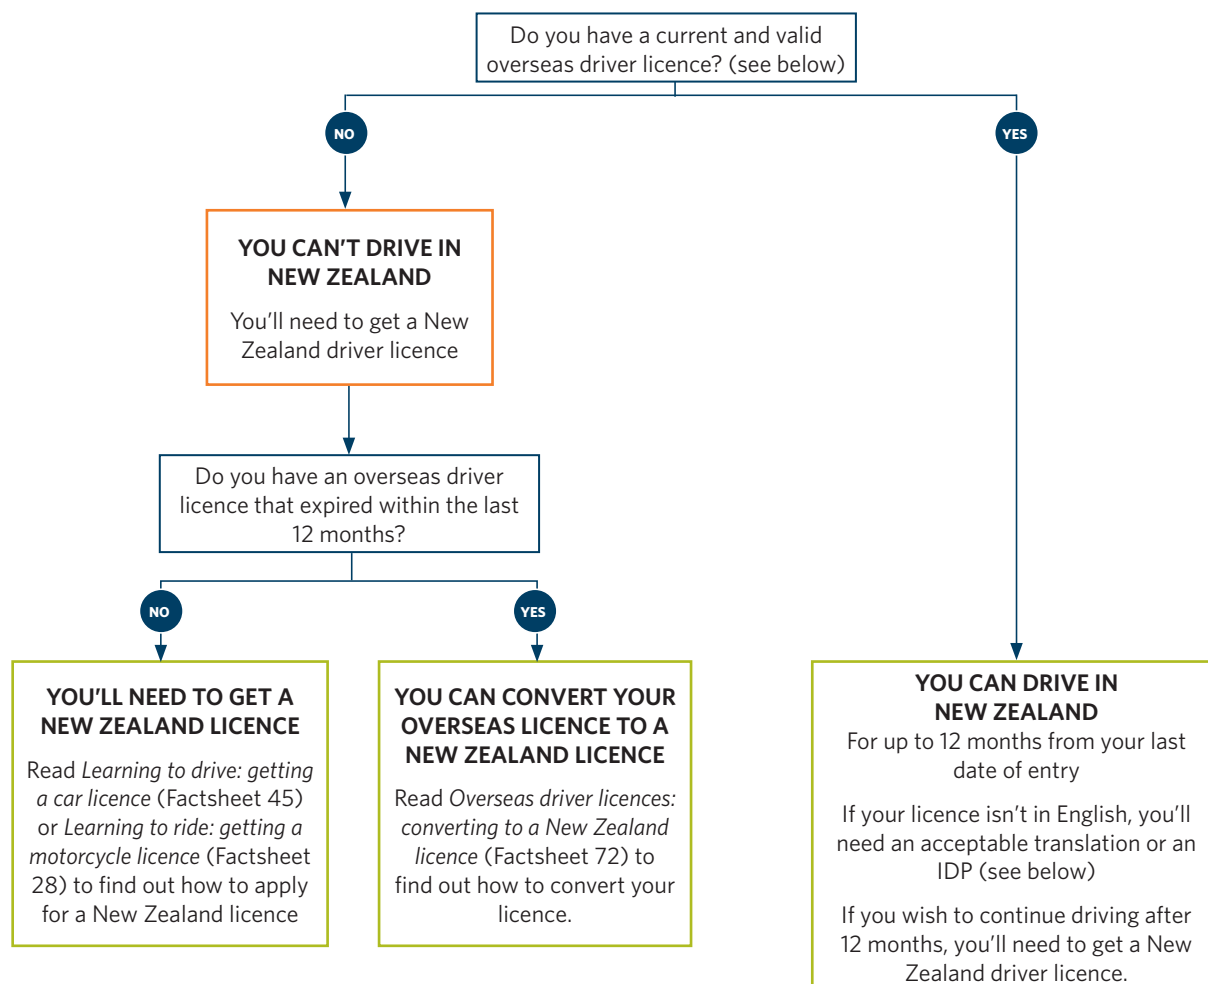 Do you have a current and valid
overseas driver licence? (see below)
NO
YES
YOU CAN'T DRIVE IN
NEW ZEALAND
You'll need to get a New
Zealand driver licence
Do you have an overseas driver
licence that expired within the last
12 months?
NO
YES
YOU'LL NEED TO GET A
NEW ZEALAND LICENCE
Read Learning to drive: getting
a car licence (Factsheet 45)
or Learning to ride: getting a
motorcycle licence (Factsheet
28) to find out how to apply
for a New Zealand licence
YOU CAN CONVERT YOUR
OVERSEAS LICENCE TO A
NEW ZEALAND LICENCE
Read Overseas driver licences:
converting to a New Zealand
licence (Factsheet 72) to
find out how to convert your
licence.
YOU CAN DRIVE IN
NEW ZEALAND
For up to 12 months from your last
date of entry
If your licence isn't in English, you'll
need an acceptable translation or an
IDP (see below)
If you wish to continue driving after
12 months, you'll need to get a New
Zealand driver licence.